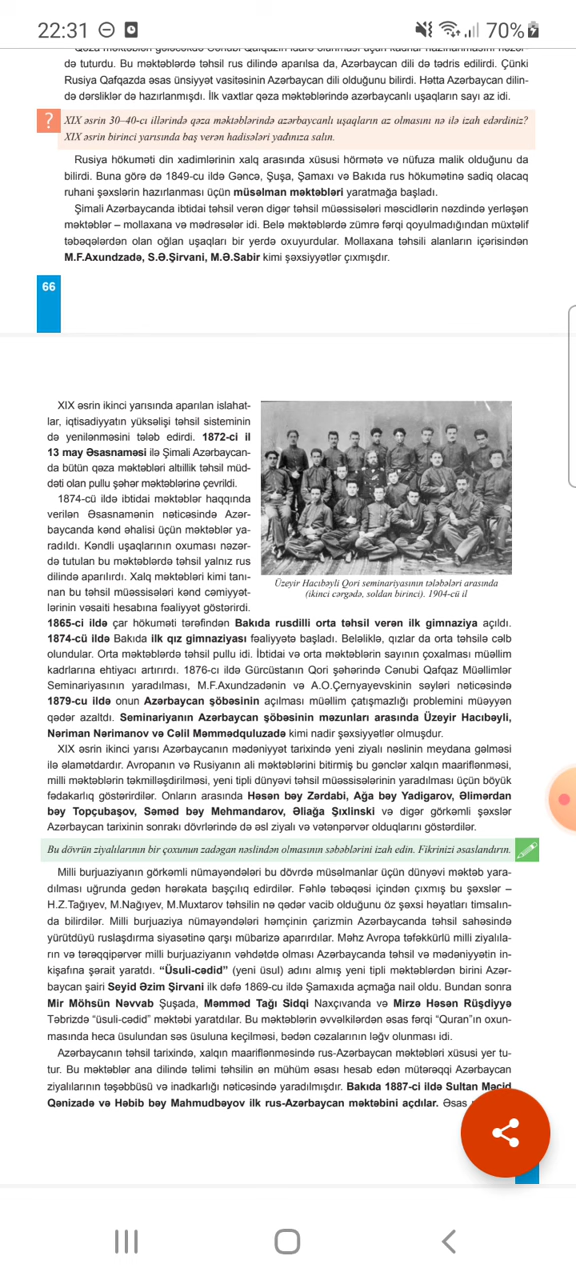 22:31
70%
Qəza məktəbləri gələcəkdə Cənubi Qafqazın idarə olunması üçün kadrlar hazırlanmasını nəzər-
də tuturdu. Bu məktəblərdə təhsil rus dilində aparılsa da, Azərbaycan dili də tədris edilirdi. Çünki
Rusiya Qafqazda əsas ünsiyyət vasitəsinin Azərbaycan dili olduğunu bilirdi. Hətta Azərbaycan dilin-
də dərsliklər də hazırlanmışdı. İlk vaxtlar qəza məktəblərində azərbaycanlı uşaqların sayı az idi.
?
XIX əsrin 30–40-cı illərində qəza məktəblərində azərbaycanlı uşaqların az olmasını nə ilə izah edərdiniz?
XIX əsrin birinci yarısında baş verən hadisələri yadınıza salın.
Rusiya hökuməti din xadimlərinin xalq arasında xüsusi hörmətə və nüfuza malik olduğunu da
bilirdi. Buna görə də 1849-cu ildə Gəncə, Şuşa, Şamaxı və Bakıda rus hökumətinə sadiq olacaq
ruhani şəxslərin hazırlanması üçün müsəlman məktəbləri yaratmağa başladı.
Şimali Azərbaycanda ibtidai təhsil verən digər təhsil müəssisələri məscidlərin nəzdində yerləşən
məktəblər – mollaxana və mədrəsələr idi. Belə məktəblərdə zümrə fərqi qoyulmadığından müxtəlif
təbəqələrdən olan oğlan uşaqları bir yerdə oxuyurdular. Mollaxana təhsili alanların içərisindən
M.F.Axundzadə, S.Ə.Şirvani, M.Ə.Sabir kimi şəxsiyyətlər çıxmışdır.
66
XIX əsrin ikinci yarısında aparılan islahat-
lar, iqtisadiyyatın yüksəlişi təhsil sisteminin
də yenilənməsini tələb edirdi. 1872-ci il
13 may Əsasnaməsi ilə Şimali Azərbaycan-
da bütün qəza məktəbləri altıillik təhsil müd-
dəti olan pullu şəhər məktəblərinə çevrildi.
1874-cü ildə ibtidai məktəblər haqqında
verilən Əsasnamənin nəticəsində Azər-
baycanda kənd əhalisi üçün məktəblər ya-
radıldı. Kəndli uşaqlarının oxuması nəzər-
də tutulan bu məktəblərdə təhsil yalnız rus
dilində aparılırdı. Xalq məktəbləri kimi tanı-
nan bu təhsil müəssisələri kənd cəmiyyət-
lərinin vəsaiti hesabına fəaliyyət göstərirdi.
Üzeyir Hacıbəyli Qori seminariyasının tələbələri arasında
(ikinci cərgədə, soldan birinci). 1904-cü il
1865-ci ildə çar hökuməti tərəfindən Bakıda rusdilli orta təhsil verən ilk gimnaziya açıldı.
1874-cü ildə Bakıda ilk qız gimnaziyası fəaliyyətə başladı. Beləliklə, qızlar da orta təhsilə cəlb
olundular. Orta məktəblərdə təhsil pullu idi. İbtidai və orta məktəblərin sayının çoxalması müəllim
kadrlarına ehtiyacı artırırdı. 1876-cı ildə Gürcüstanın Qori şəhərində Cənubi Qafqaz Müəllimlər
Seminariyasının yaradılması, M.F.Axundzadənin və A.O.Çernyayevskinin səyləri nəticəsində
1879-cu ildə onun Azərbaycan şöbəsinin açılması müəllim çatışmazlığı problemini müəyyən
qədər azaltdı. Seminariyanın Azərbaycan şöbəsinin məzunları arasında Üzeyir Hacıbəyli,
Nəriman Nərimanov və Cəlil Məmmədquluzadə kimi nadir şəxsiyyətlər olmuşdur.
XIX əsrin ikinci yarısı Azərbaycanın mədəniyyət tarixində yeni ziyalı nəslinin meydana gəlməsi
ilə əlamətdardır. Avropanın və Rusiyanın ali məktəblərini bitirmiş bu gənclər xalqın maariflənməsi,
milli məktəblərin təkmilləşdirilməsi, yeni tipli dünyəvi təhsil müəssisələrinin yaradılması üçün böyük
fədakarlıq göstərirdilər. Onların arasında Həsən bəy Zərdabi, Ağa bəy Yadigarov, Əlimərdan
bəy Topçubaşov, Səməd bəy Mehmandarov, Əliağa Şıxlinski və digər görkəmli şəxslər
Azərbaycan tarixinin sonrakı dövrlərində də əsl ziyalı və vətənpərvər olduqlarını göstərdilər.
Bu dövrün ziyalılarının bir çoxunun zadəgan nəslindən olmasının səbəblərini izah edin. Fikrinizi əsaslandırın.
Milli burjuaziyanın görkəmli nümayəndələri bu dövrdə müsəlmanlar üçün dünyəvi məktəb yara-
dılması uğrunda gedən hərəkata başçılıq edirdilər. Fəhlə təbəqəsi içindən çıxmış bu şəxslər –
H.Z.Tağıyev, M.Nağıyev, M.Muxtarov təhsilin nə qədər vacib olduğunu öz şəxsi həyatları timsalın-
da bilirdilər. Milli burjuaziya nümayəndələri həmçinin çarizmin Azərbaycanda təhsil sahəsində
yürütdüyü ruslaşdırma siyasətinə qarşı mübarizə aparırdılar. Məhz Avropa təfəkkürlü milli ziyalıla-
rın və tərəqqipərvər milli burjuaziyanın vəhdətdə olması Azərbaycanda təhsil və mədəniyyətin in-
kişafına şərait yaratdı. “Üsuli-cədid” (yeni üsul) adını almış yeni tipli məktəblərdən birini Azər-
baycan şairi Seyid Əzim Şirvani ilk dəfə 1869-cu ildə Şamaxıda açmağa nail oldu. Bundan sonra
Mir Möhsün Nəvvab Şuşada, Məmməd Tağı Sidqi Naxçıvanda və Mirzə Həsən Rüşdiyyə
Təbrizdə “üsuli-cədid” məktəbi yaratdılar. Bu məktəblərin əvvəlkilərdən əsas fərqi “Quran”ın oxun-
masında heca üsulundan səs üsuluna keçilməsi, bədən cəzalarının ləğv olunması idi.
Azərbaycanın təhsil tarixində, xalqın maariflənməsində rus-Azərbaycan məktəbləri xüsusi yer tu-
tur. Bu məktəblər ana dilində təlimi təhsilin ən mühüm əsası hesab edən mütərəqqi Azərbaycan
ziyalılarının təşəbbüsü və inadkarlığı nəticəsində yaradılmışdır. Bakıda 1887-ci ildə Sultan Məcid
Qənizadə və Həbib bəy Mahmudbəyov ilk rus-Azərbaycan məktəbini açdılar. Əsas